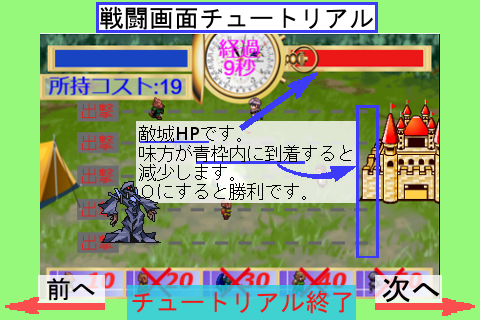 戦闘画面チュートリアル
経過
9秒
所持コスト:19
出撃
出撃
敵城HPです。
味方が青枠内に到着すると
減少します。
0にすると勝利です。
出撃
出撃
出撃
10
20
30
40
前へ
次へ
チュートリアル終了